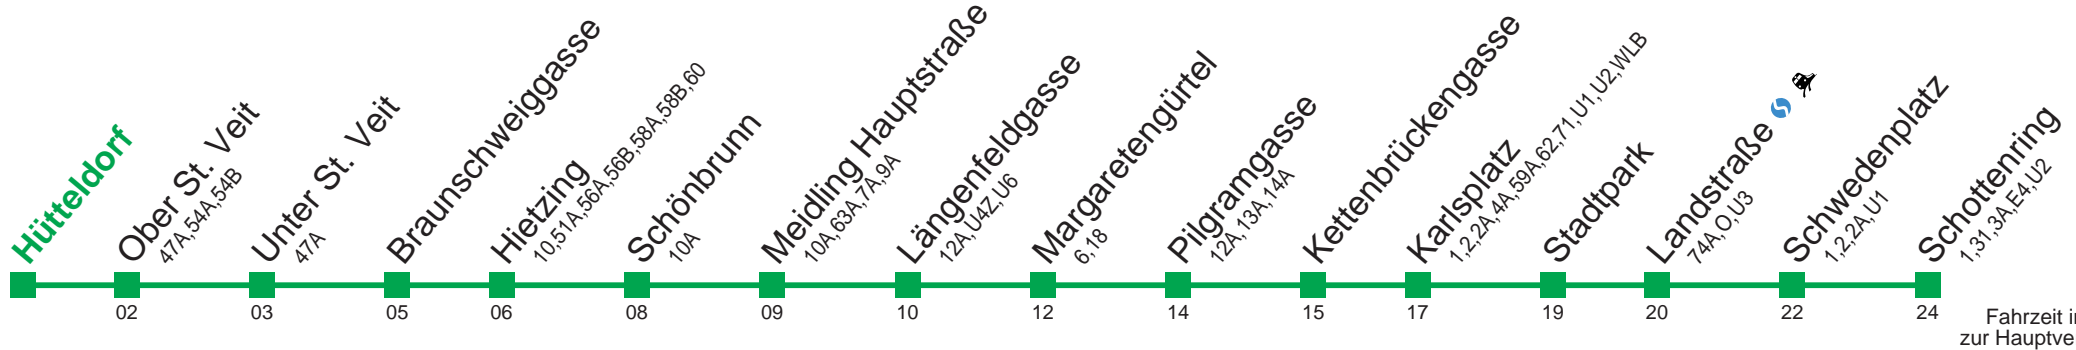 Hütteldorf
Ober St. Veit
47A,54A,54B
Unter St. Veit
47A
Braunschweiggasse
Hietzing
10,51A,56A,56B,58A,58B,60
Schönbrunn
10A
Meidling Hauptstraße
10A,63A,7A,9A
Längenfeldgasse
12A,U4Z,U6
Margaretengürtel
6,18
Pilgramgasse
12A,13A,14A
Kettenbrückengasse
Karlsplatz
1,2,2A,4A,59A,62,71,U1,U2,WLB
Stadtpark
Landstraße
74A,O,U3
Schwedenplatz
1,2,2A,U1
Schottenring
1,31,3A,E4,U2
02 03 05 06 08 09 10 12 14 15 17 19 20 22 24
Fahrzeit in
zur Hauptve